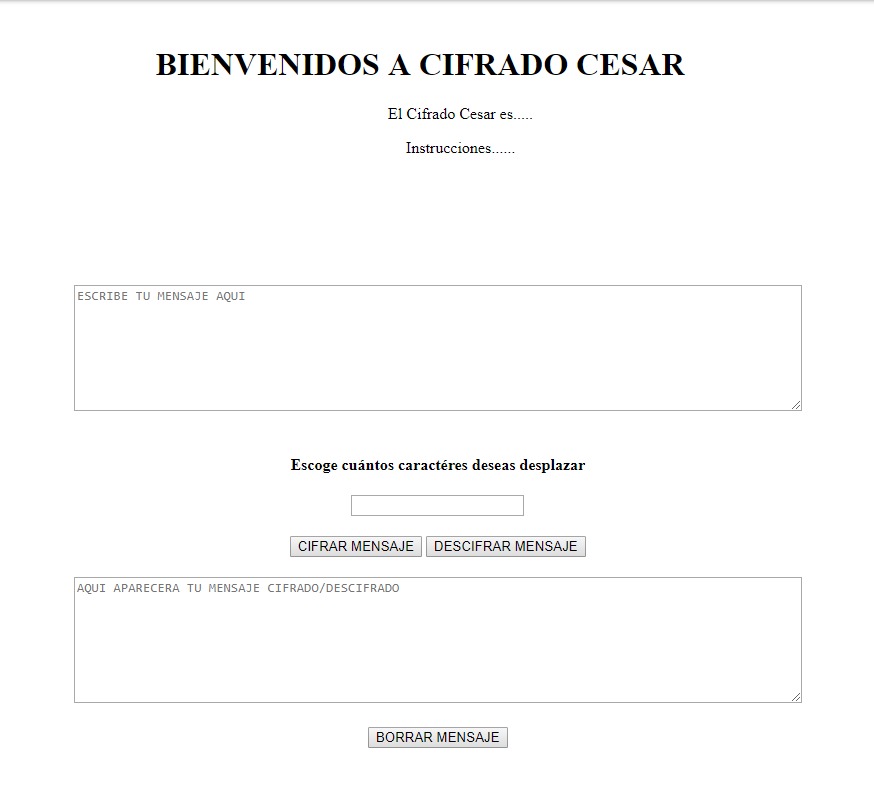 BIENVENIDOS A CIFRADO CESAR
El Cifrado Cesar es.....
Instrucciones......
ESCRIBE TU MENSAJE AQUI
Escoge cuántos caractéres deseas desplazar
CIFRAR MENSAJE DESCIFRAR MENSAJE
AQUI APARECERA TU MENSAJE CIFRADO/DESCIFRADO
BORRAR MENSAJE